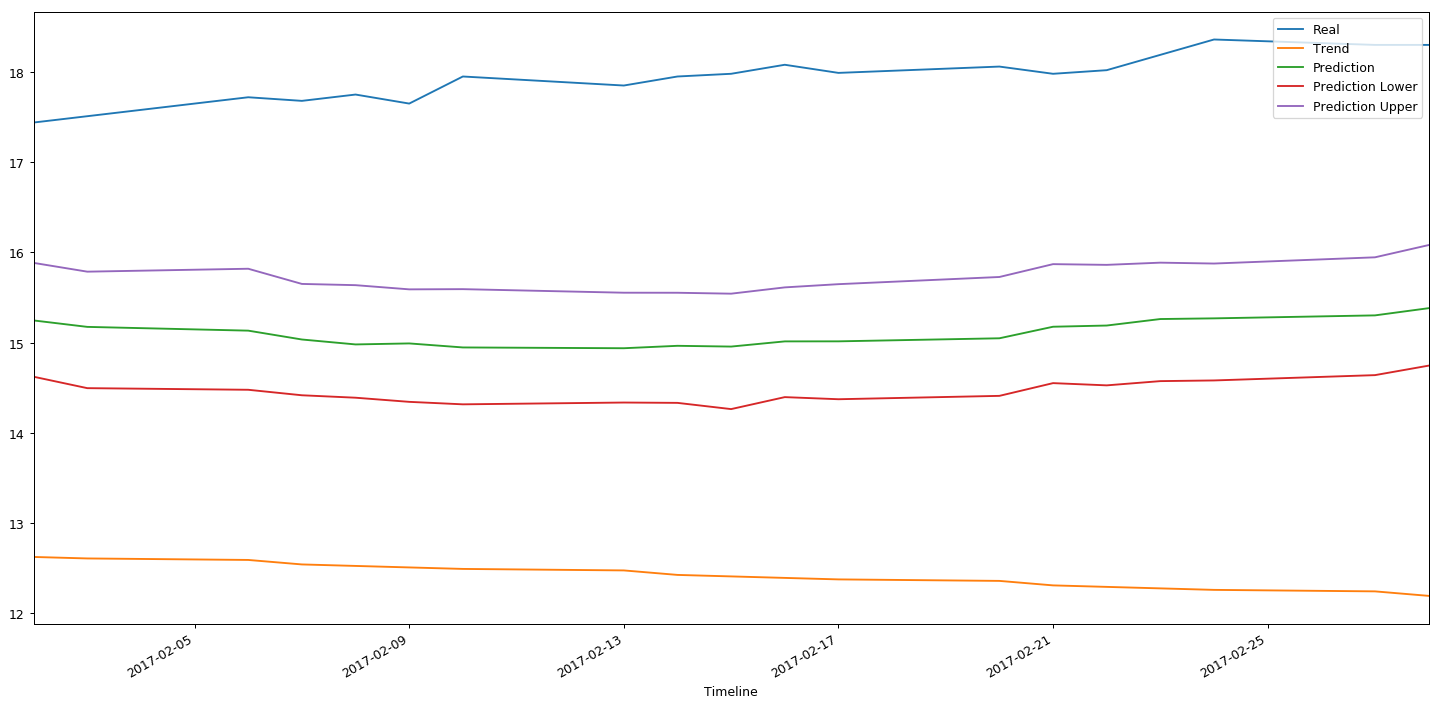 Real
Trend
Prediction
Prediction Lower
Prediction Upper
18
17
16
15
14
13
12
2017-02-05
2017-02-09
2017-02-13
2017-02-17
2017-02-21
2017-02-25
Timeline